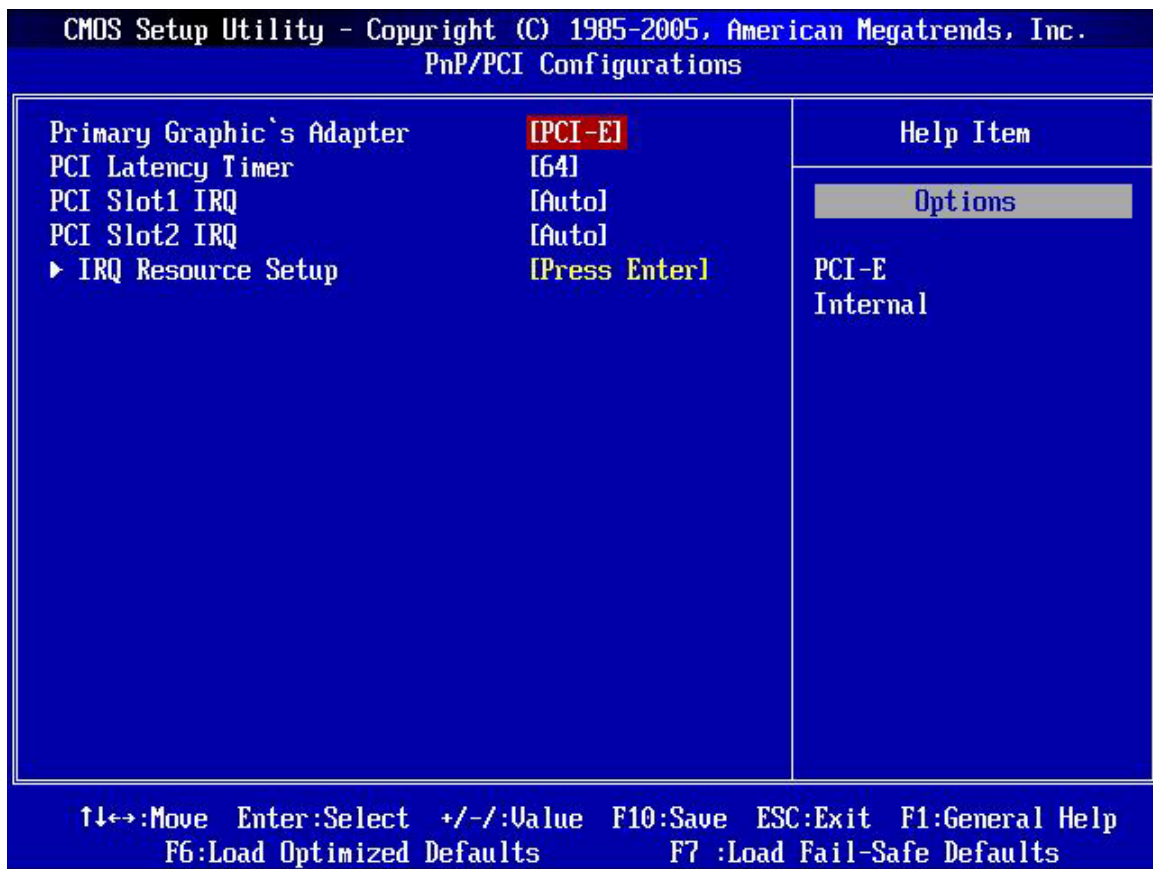 CMOS Setup Utility - Copyright (C) 1985-2005, American Megatrends, Inc.
PnP/PCI Configurations
Primary Graphic`s Adapter [PCI-E]
PCI Latency Timer [64]
PCI Slot1 IRQ [Auto]
PCI Slot2 IRQ [Auto]
▶ IRQ Resource Setup [Press Enter]
Help Item
Options
PCI-E
Internal
↑↓←→:Move Enter:Select +/-/:Value F10:Save ESC:Exit F1:General Help
F6:Load Optimized Defaults F7 :Load Fail-Safe Defaults